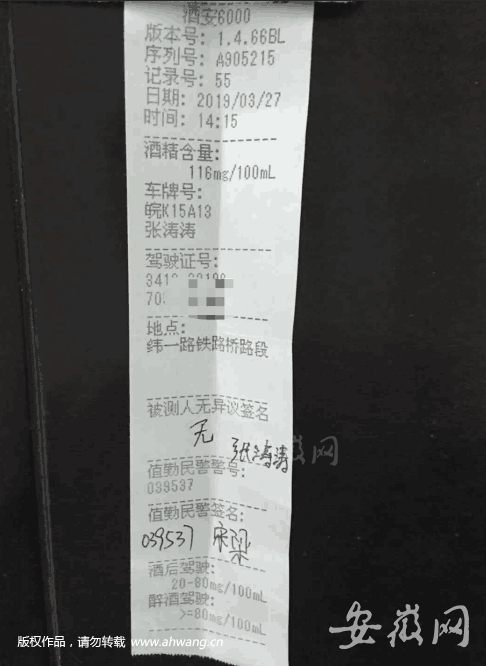 酒安6000
版本号: 1.4.66BL
序列号: A905215
记录号: 55
日期: 2019/03/27
时间: 14:15
酒精含量:
116mg/100mL
车牌号:
皖K15A13
张涛涛
驾驶证号:
341
70
地点:
纬一路铁路桥路段
被测人无异议签名
无 张涛涛
值勤民警警号:
039537
值勤民警签名:
039537
酒后驾驶:
20-80mg/100mL
醉酒驾驶:
>=80mg/100mL
安徽网
版权作品，请勿转载 www.ahwang.cn